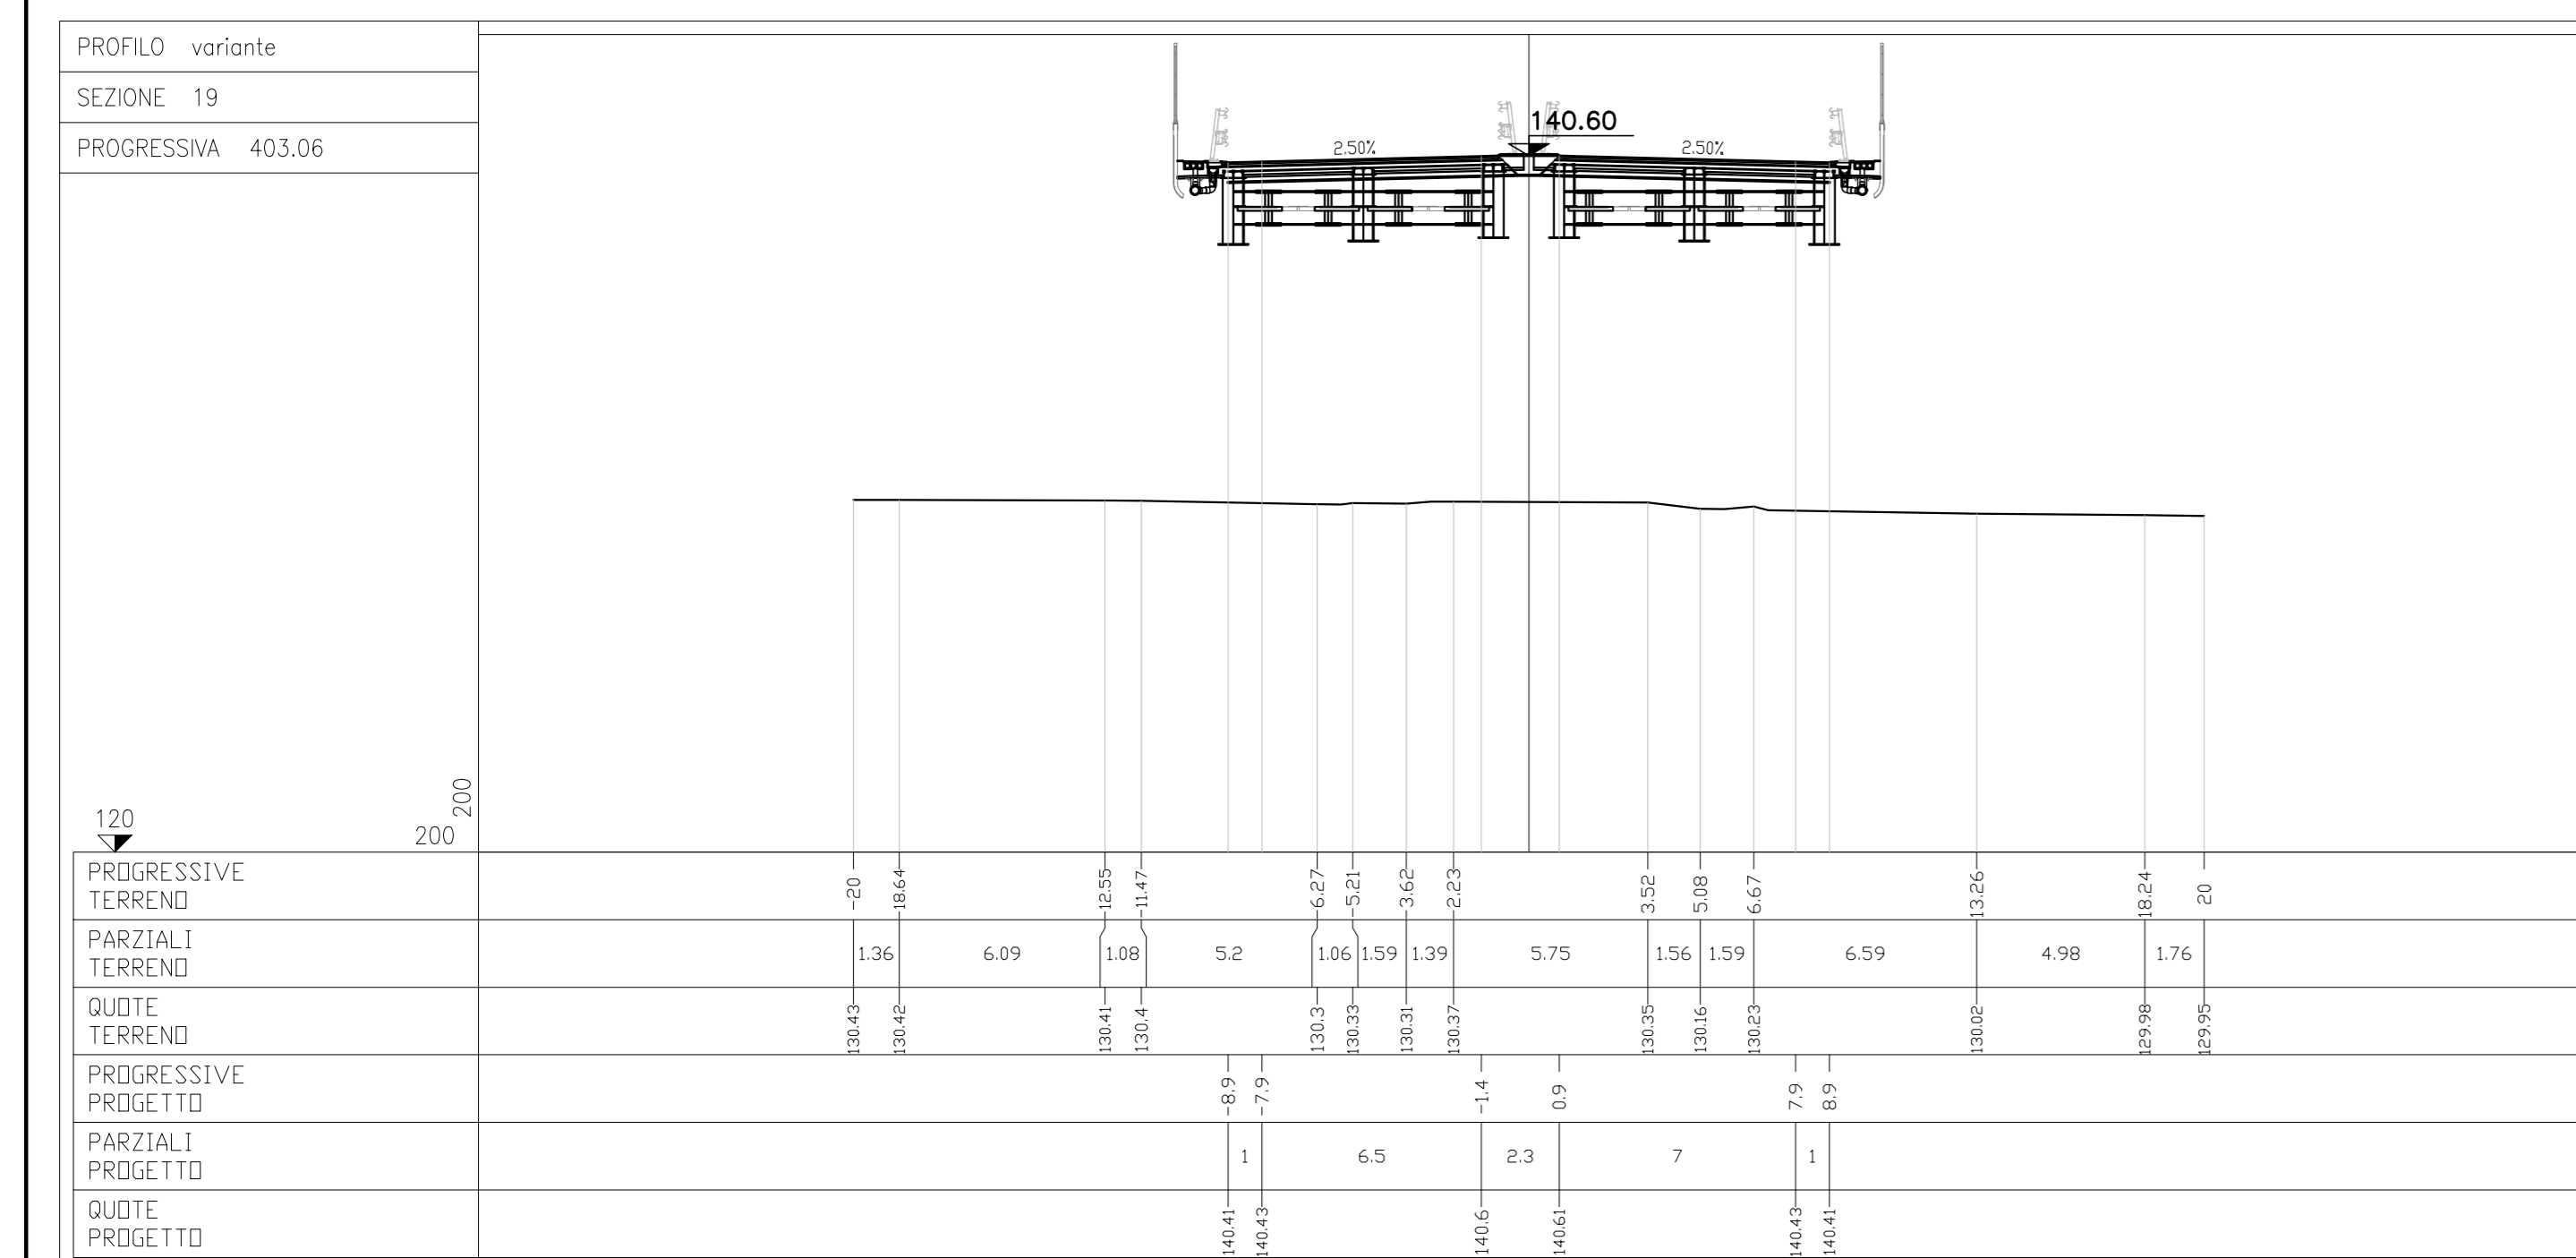 PROFILO variante
SEZIONE 19
PROGRESSIVA 403.06
140.60
2.50% 2.50%
200
120
200
PROGRESSIVE
TERRENO
-20 -18.64 -12.55 -11.47 -6.27 -5.21 -3.62 -2.23 3.52 5.08 6.67 13.26 18.24 20
PARZIALI
TERRENO
1.36 6.09 1.08 5.2 1.06 1.59 1.39 5.75 1.56 1.59 6.59 4.98 1.76
QUOTE
TERRENO
130.43 130.42 130.41 130.4 130.3 130.33 130.31 130.37 130.35 130.16 130.23 130.02 129.98 129.95
PROGRESSIVE
PROGETTO
-8.9 -7.9 -1.4 0.9 7.9 8.9
PARZIALI
PROGETTO
1 6.5 2.3 7 1
QUOTE
PROGETTO
140.41 140.43 140.6 140.61 140.43 140.41